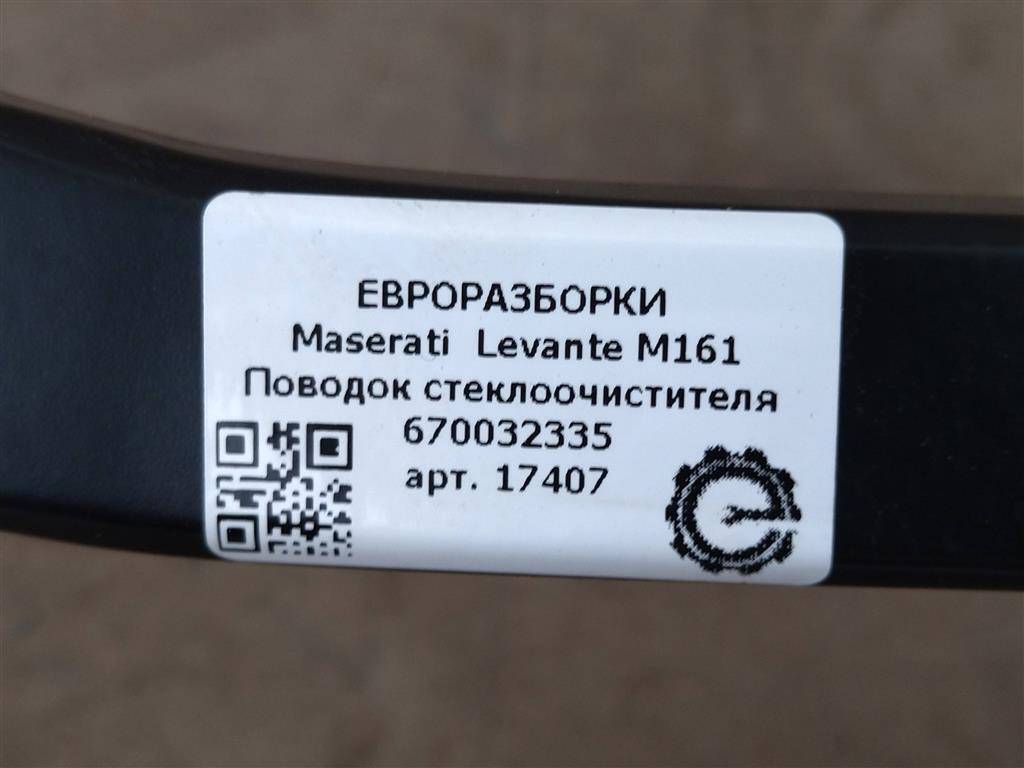 ЕВРОРАЗБОРКИ
Maserati Levante M161
Поводок стеклоочистителя
670032335
арт. 17407